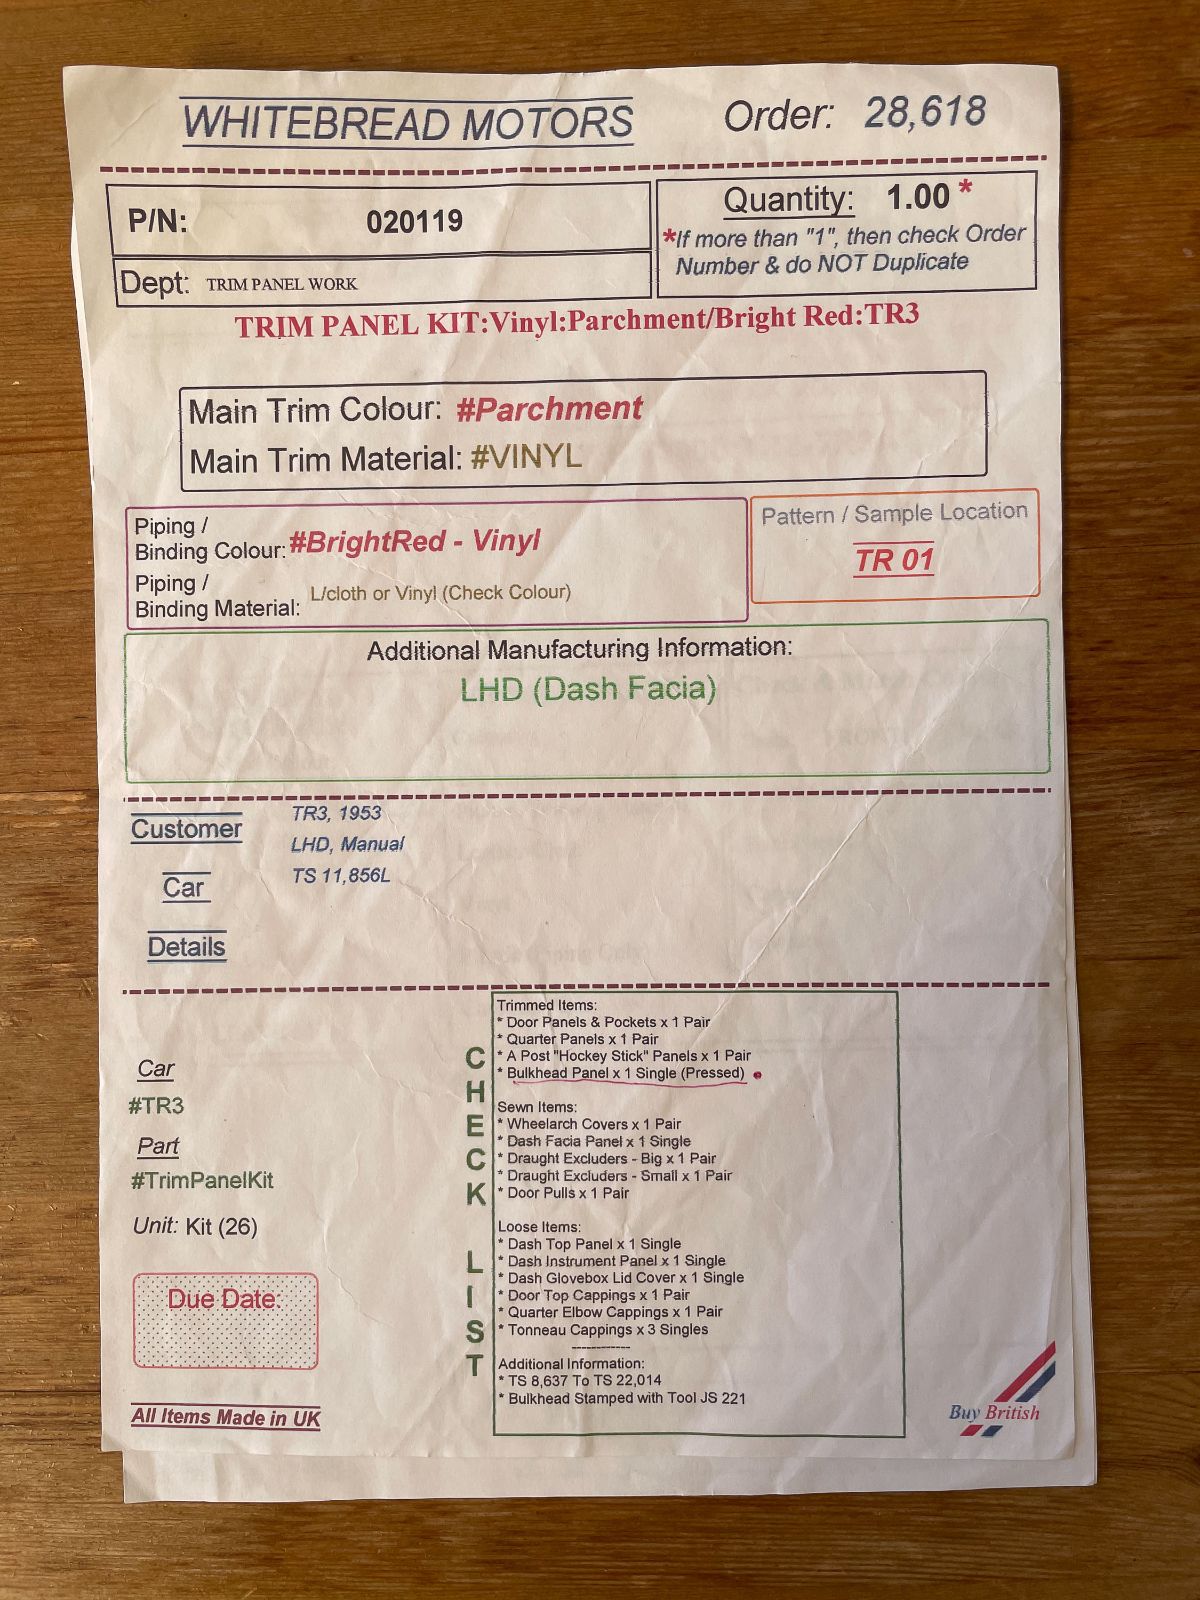 WHITEBREAD MOTORS
Order: 28,618
P/N: 020119
Dept: TRIM PANEL WORK
Quantity: 1.00 *
*If more than "1", then check Order
Number & do NOT Duplicate
TRIM PANEL KIT:Vinyl:Parchment/Bright Red:TR3
Main Trim Colour: #Parchment
Main Trim Material: #VINYL
Piping /
Binding Colour: #BrightRed - Vinyl
Piping /
Binding Material: L/cloth or Vinyl (Check Colour)
Pattern / Sample Location
TR 01
Additional Manufacturing Information:
LHD (Dash Facia)
Customer
Car
Details
TR3, 1953
LHD, Manual
TS 11,856L
Car
#TR3
Part
#TrimPanelKit
Unit: Kit (26)
Due Date:
All Items Made in UK
CHECK LIST
Trimmed Items:
* Door Panels & Pockets x 1 Pair
* Quarter Panels x 1 Pair
* A Post "Hockey Stick" Panels x 1 Pair
* Bulkhead Panel x 1 Single (Pressed)
Sewn Items:
* Wheelarch Covers x 1 Pair
* Dash Facia Panel x 1 Single
* Draught Excluders - Big x 1 Pair
* Draught Excluders - Small x 1 Pair
* Door Pulls x 1 Pair
Loose Items:
* Dash Top Panel x 1 Single
* Dash Instrument Panel x 1 Single
* Dash Glovebox Lid Cover x 1 Single
* Door Top Cappings x 1 Pair
* Quarter Elbow Cappings x 1 Pair
* Tonneau Cappings x 3 Singles
------------
Additional Information:
* TS 8,637 To TS 22,014
* Bulkhead Stamped with Tool JS 221
Buy British